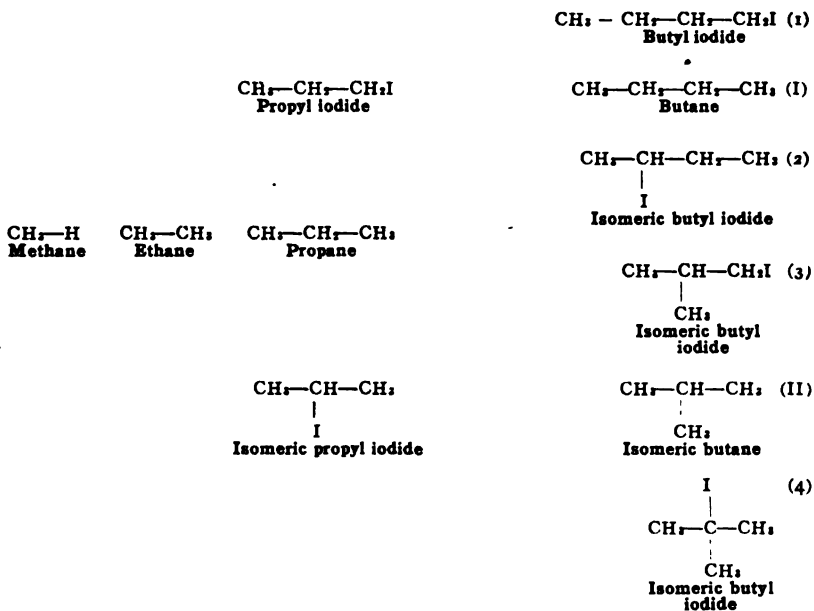 CH₃ – CH₂—CH₂—CH₂I (1)
Butyl iodide
CH₃—CH₂—CH₂I
Propyl iodide
CH₃—CH₂—CH₂—CH₃ (I)
Butane
CH₃—CH—CH₂—CH₃ (2)
|
I
Isomeric butyl iodide
CH₃—H
Methane
CH₃—CH₃
Ethane
CH₃—CH₂—CH₃
Propane
CH₃—CH—CH₂I (3)
|
CH₃
Isomeric butyl
iodide
CH₃—CH—CH₃
|
I
Isomeric propyl iodide
CH₃—CH—CH₃ (II)
|
CH₃
Isomeric butane
I (4)
|
CH₃—C—CH₃
|
CH₃
Isomeric butyl
iodide